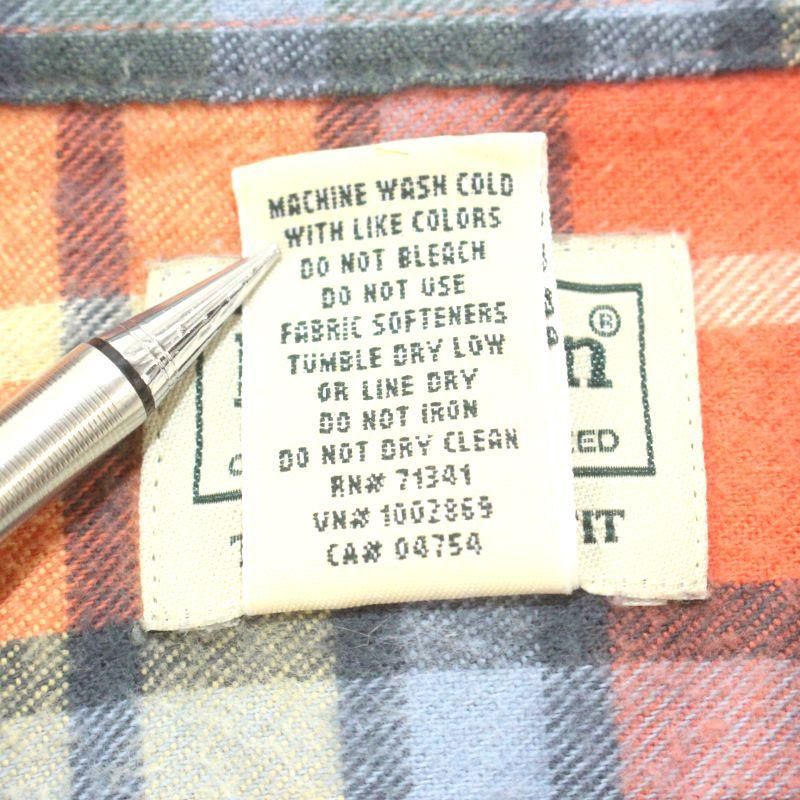 MACHINE WASH COLD
WITH LIKE COLORS
DO NOT BLEACH
DO NOT USE
FABRIC SOFTENERS
TUMBLE DRY LOW
OR LINE DRY
DO NOT IRON
DO NOT DRY CLEAN
RN# 71341
VN# 1002869
CA# 04754